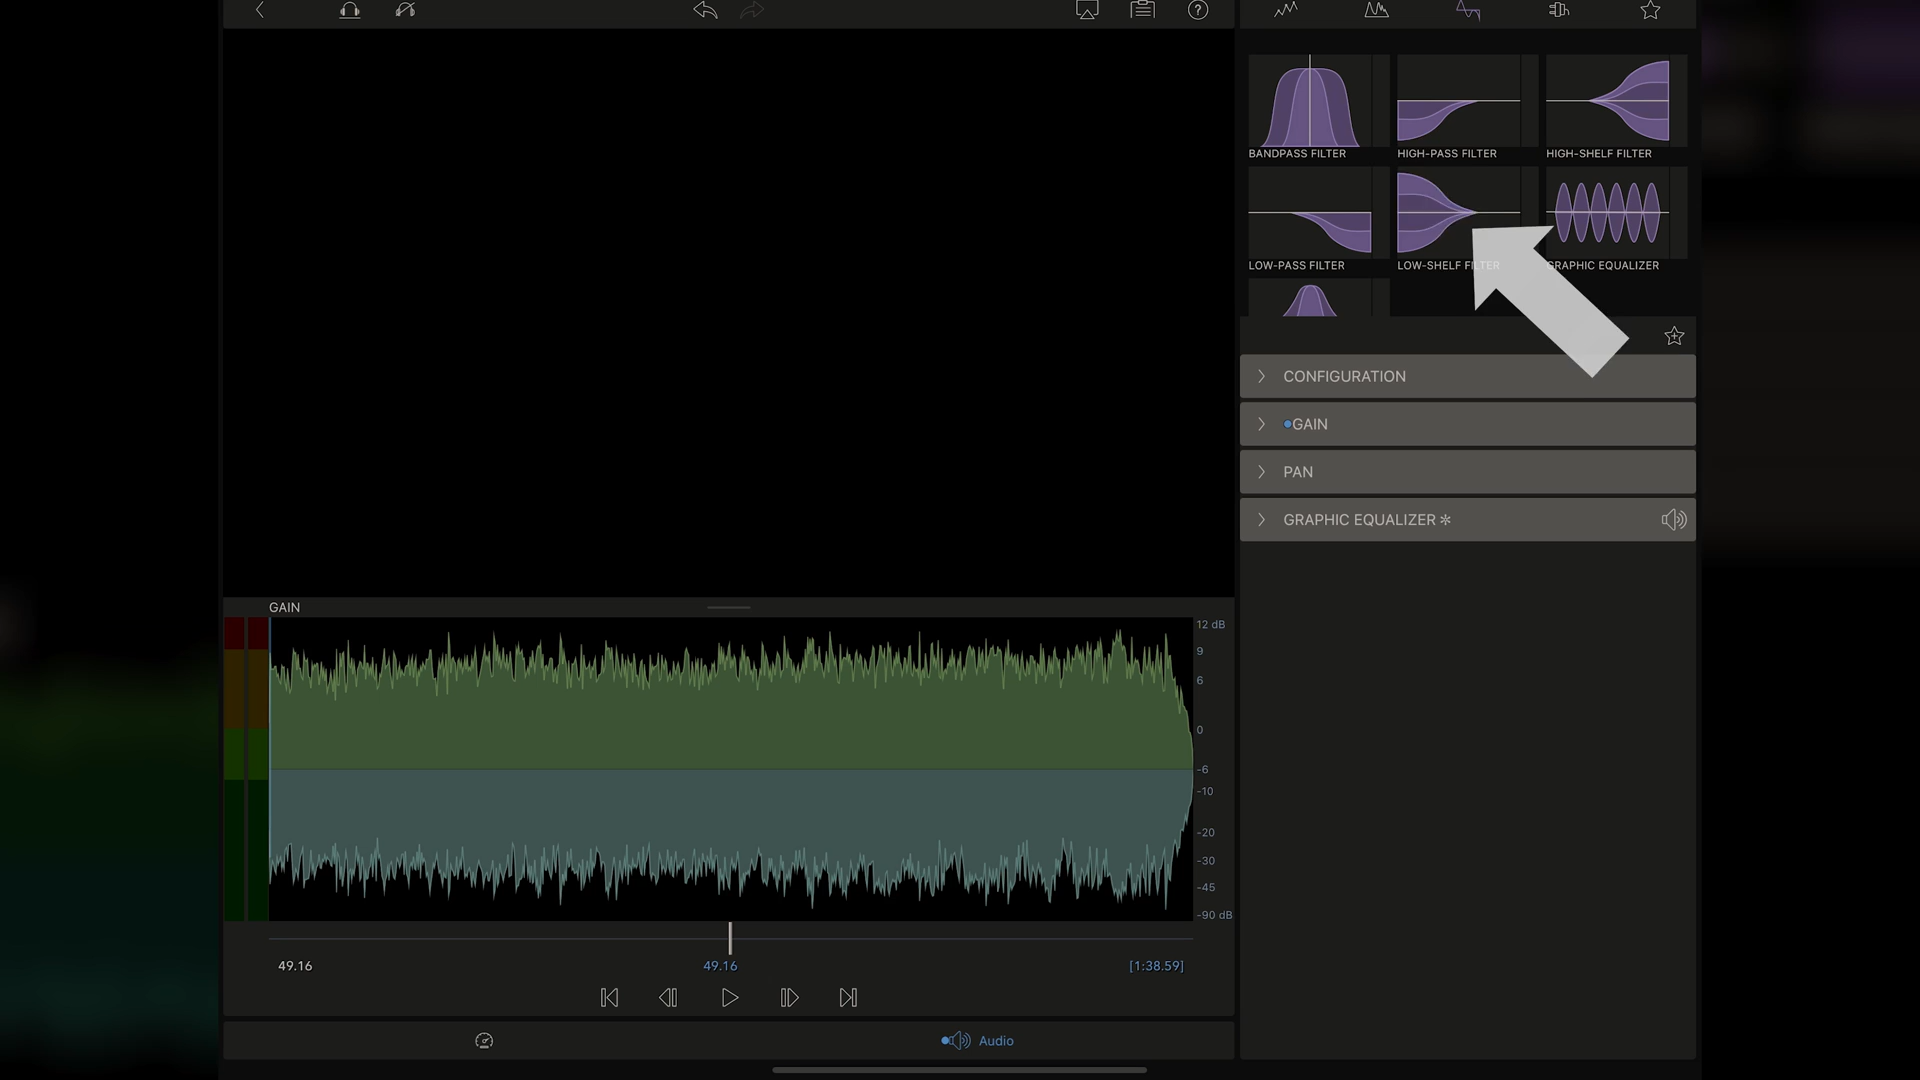 BANDPASS FILTER
HIGH-PASS FILTER
HIGH-SHELF FILTER
LOW-PASS FILTER
LOW-SHELF FILTER
GRAPHIC EQUALIZER
CONFIGURATION
GAIN
PAN
GRAPHIC EQUALIZER *
GAIN
12 dB
9
6
0
-6
-10
-20
-30
-45
-90 dB
49.16
49.16
[1:38.59]
Audio